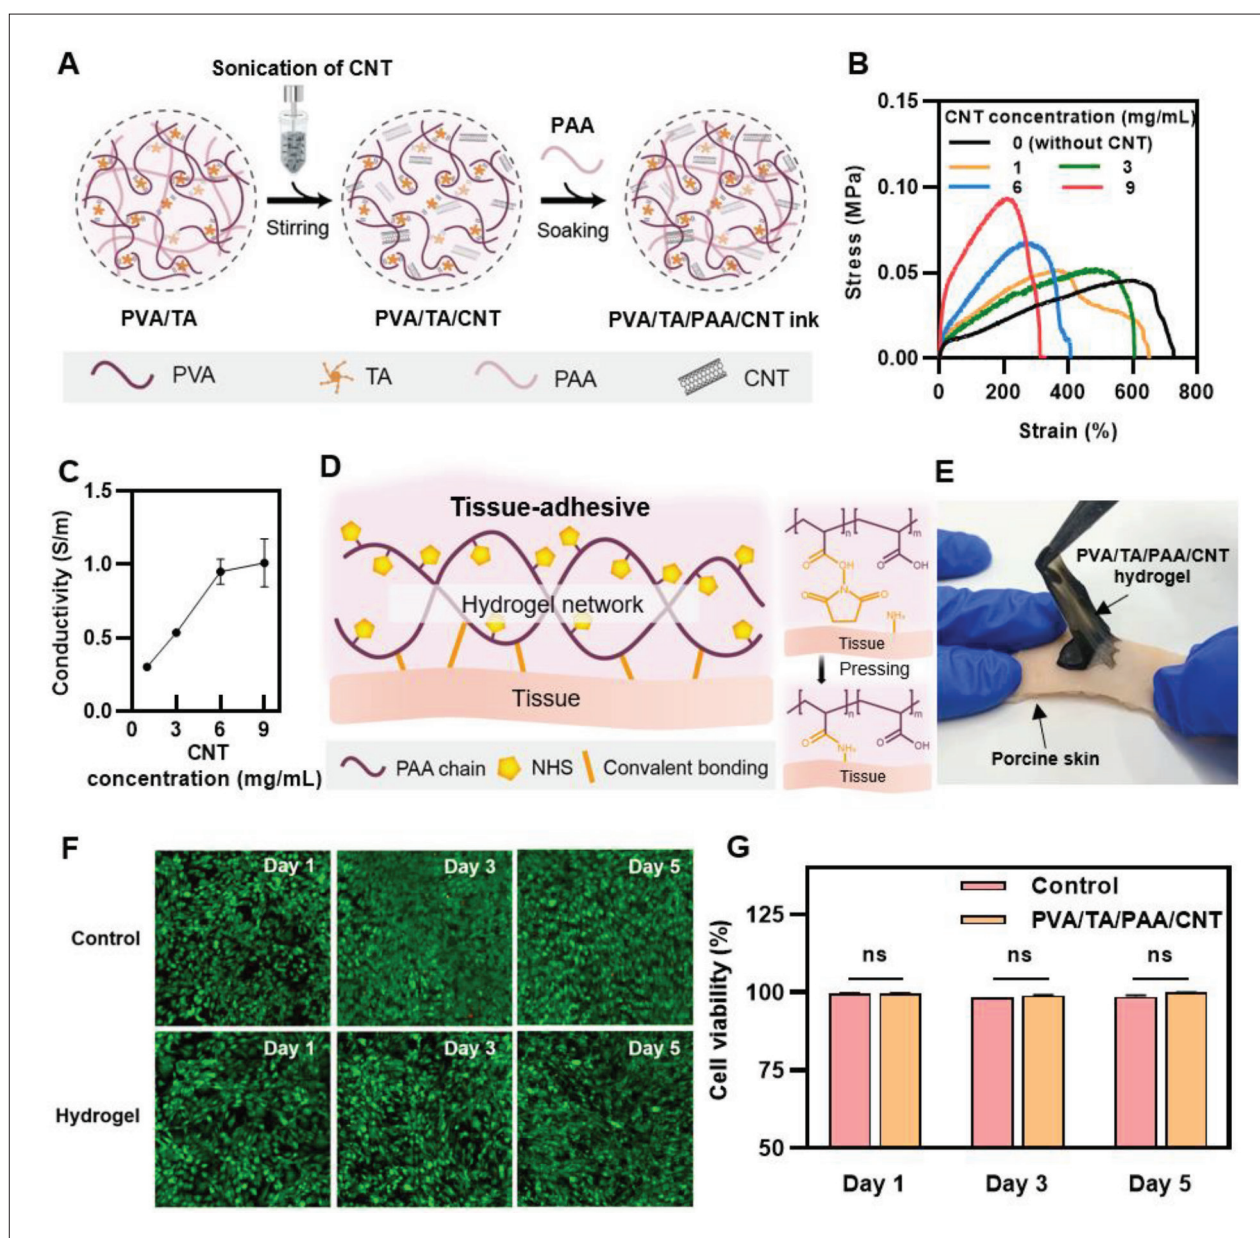 A
Sonication of CNT
PAA
Stirring
Soaking
PVA/TA
PVA/TA/CNT
PVA/TA/PAA/CNT ink
PVA
TA
PAA
CNT
B
Stress (MPa)
0.15
0.10
0.05
0.00
CNT concentration (mg/mL)
0 (without CNT)
1
3
6
9
0 200 400 600 800
Strain (%)
C
Conductivity (S/m)
1.5
1.0
0.5
0.0
0 3 6 9
CNT
concentration (mg/mL)
D
Tissue-adhesive
Hydrogel network
Tissue
PAA chain
NHS
Convalent bonding
n
m
O
OH
O
OH
N
O
O
NH₂
Tissue
Pressing
n
m
O
NH₂
O
OH
Tissue
E
PVA/TA/PAA/CNT
hydrogel
Porcine skin
F
Day 1
Day 3
Day 5
Control
Day 1
Day 3
Day 5
Hydrogel
G
Cell viability (%)
125
100
75
50
Control
PVA/TA/PAA/CNT
ns
ns
ns
Day 1
Day 3
Day 5